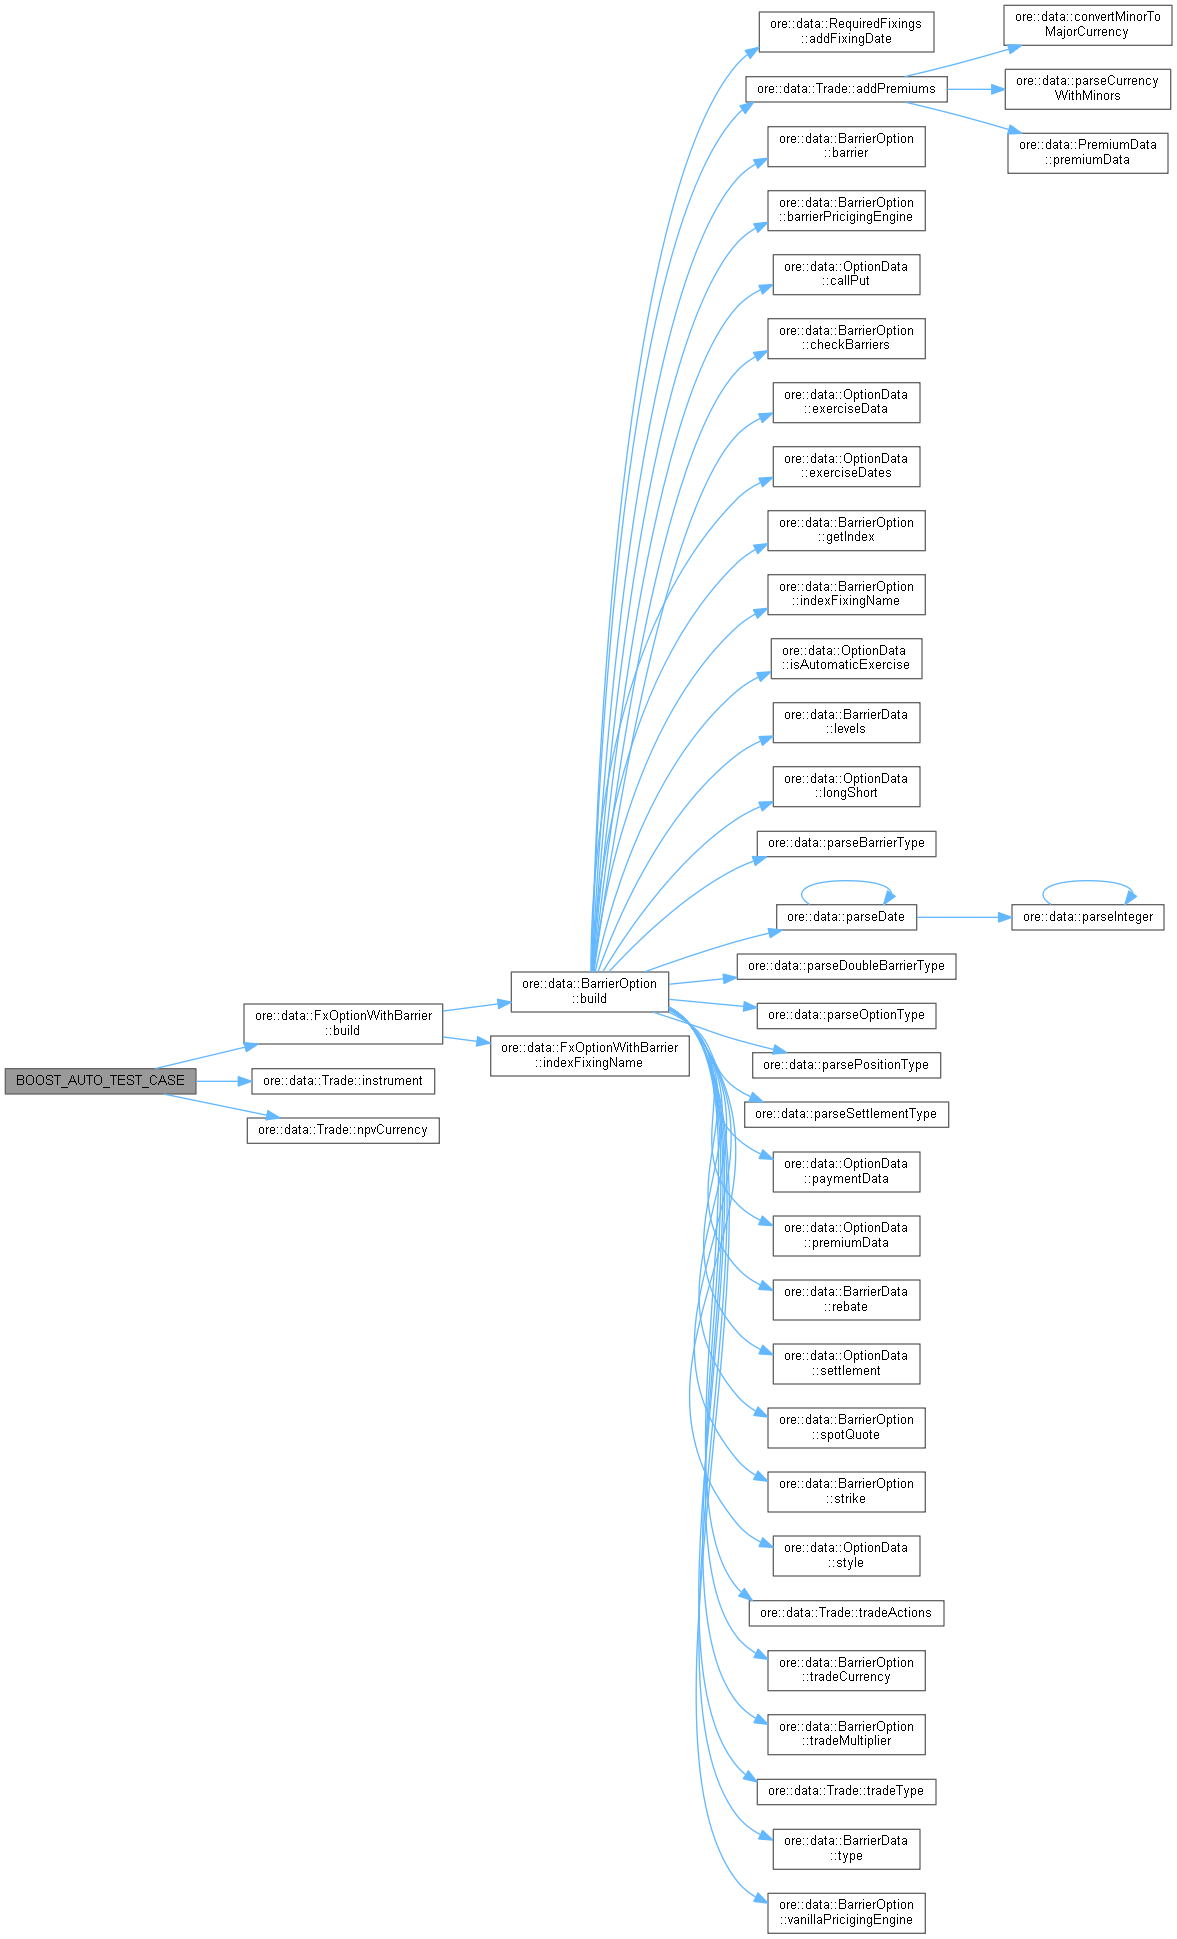 BOOST_AUTO_TEST_CASE
ore::data::FxOptionWithBarrier
::build
ore::data::Trade::instrument
ore::data::Trade::npvCurrency
ore::data::BarrierOption
::build
ore::data::FxOptionWithBarrier
::indexFixingName
ore::data::RequiredFixings
::addFixingDate
ore::data::Trade::addPremiums
ore::data::convertMinorTo
MajorCurrency
ore::data::parseCurrency
WithMinors
ore::data::PremiumData
::premiumData
ore::data::BarrierOption
::barrier
ore::data::BarrierOption
::barrierPricigingEngine
ore::data::OptionData
::callPut
ore::data::BarrierOption
::checkBarriers
ore::data::OptionData
::exerciseData
ore::data::OptionData
::exerciseDates
ore::data::BarrierOption
::getIndex
ore::data::BarrierOption
::indexFixingName
ore::data::OptionData
::isAutomaticExercise
ore::data::BarrierData
::levels
ore::data::OptionData
::longShort
ore::data::parseBarrierType
ore::data::parseDate
ore::data::parseInteger
ore::data::parseDoubleBarrierType
ore::data::parseOptionType
ore::data::parsePositionType
ore::data::parseSettlementType
ore::data::OptionData
::paymentData
ore::data::OptionData
::premiumData
ore::data::BarrierData
::rebate
ore::data::OptionData
::settlement
ore::data::BarrierOption
::spotQuote
ore::data::BarrierOption
::strike
ore::data::OptionData
::style
ore::data::Trade::tradeActions
ore::data::BarrierOption
::tradeCurrency
ore::data::BarrierOption
::tradeMultiplier
ore::data::Trade::tradeType
ore::data::BarrierData
::type
ore::data::BarrierOption
::vanillaPricigingEngine